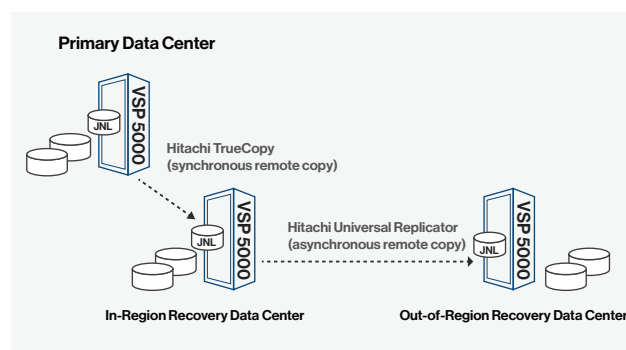 Primary Data Center
VSP 5000
JNL
Hitachi TrueCopy
(synchronous remote copy)
VSP 5000
JNL
Hitachi Universal Replicator
(asynchronous remote copy)
VSP 5000
JNL
In-Region Recovery Data Center
Out-of-Region Recovery Data Center